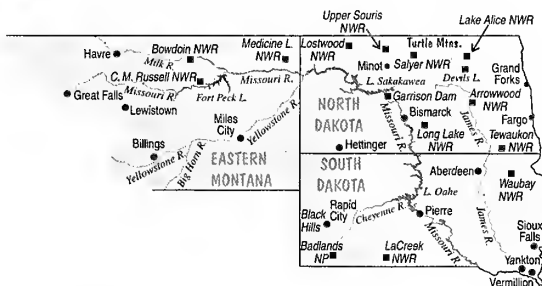 Upper Souris
NWR
Lake Alice NWR
Havre
Bowdoin NWR
Medicine L.
NWR
Lostwood
NWR
Turtle Mtns.
Milk R.
Minot
Salyer NWR
Grand
Forks
C. M. Russell NWR
Missouri R.
L. Sakakawea
Devils L.
Great Falls
Missouri R.
Fort Peck L.
Garrison Dam
Arrowwood
NWR
Lewistown
NORTH
DAKOTA
Missouri R.
Bismarck
James R.
Fargo
Miles
City
Yellowstone R.
Long Lake
NWR
Tewaukon
NWR
Billings
Hettinger
Yellowstone R.
Big Horn R.
EASTERN
MONTANA
SOUTH
DAKOTA
Aberdeen
Waubay
NWR
L. Oahe
Rapid
City
Cheyenne R.
Black
Hills
Pierre
James R.
Missouri R.
Sioux
Falls
Badlands
NP
LaCreek
NWR
Yankton
Vermillion